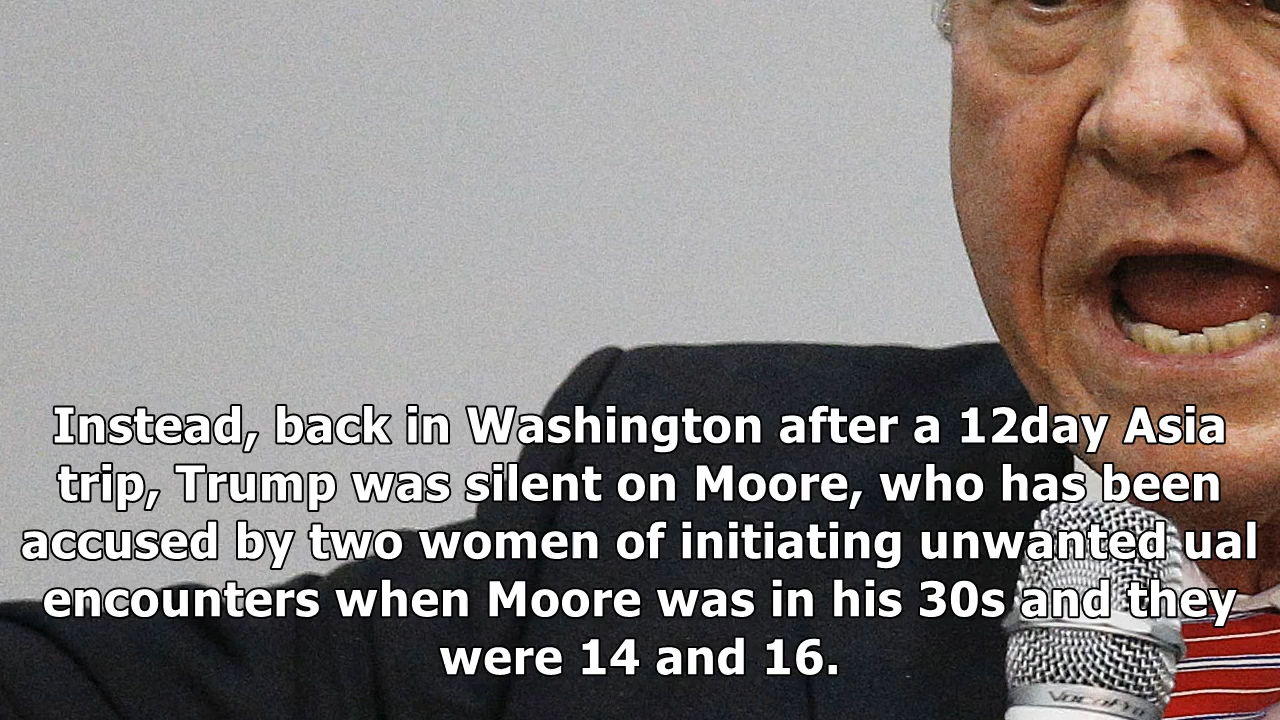 Instead, back in Washington after a 12day Asia
trip, Trump was silent on Moore, who has been
accused by two women of initiating unwanted ual
encounters when Moore was in his 30s and they
were 14 and 16.